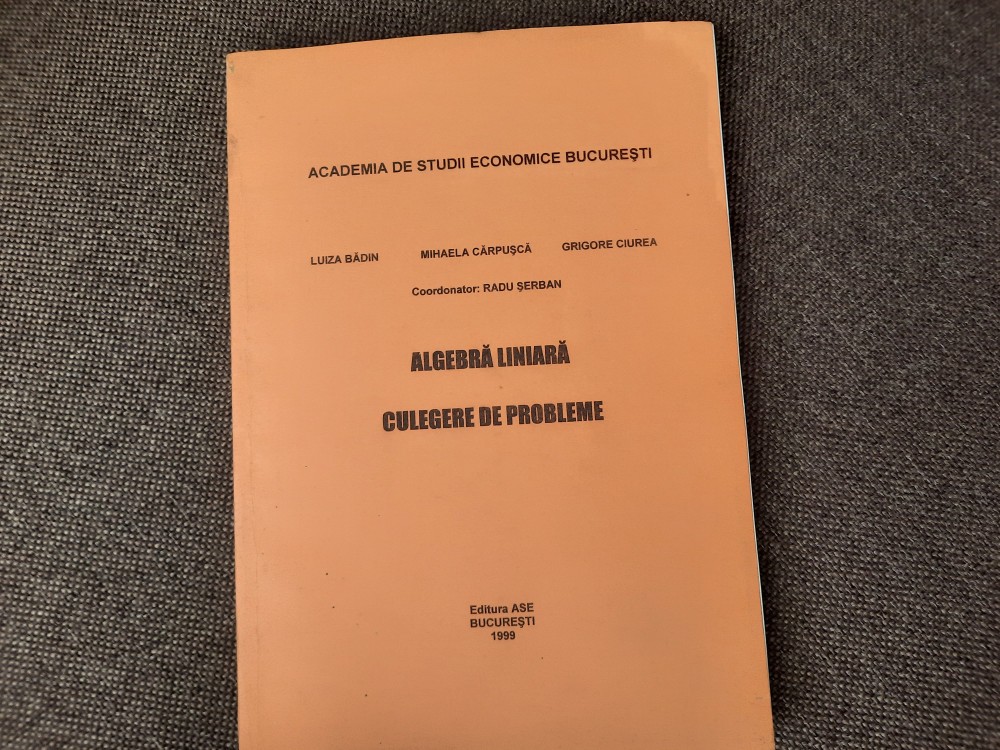 ACADEMIA DE STUDII ECONOMICE BUCUREŞTI
LUIZA BĂDIN MIHAELA CĂRPUŞCĂ GRIGORE CIUREA
Coordonator: RADU ŞERBAN
ALGEBRĂ LINIARĂ
CULEGERE DE PROBLEME
Editura ASE
BUCUREŞTI
1999